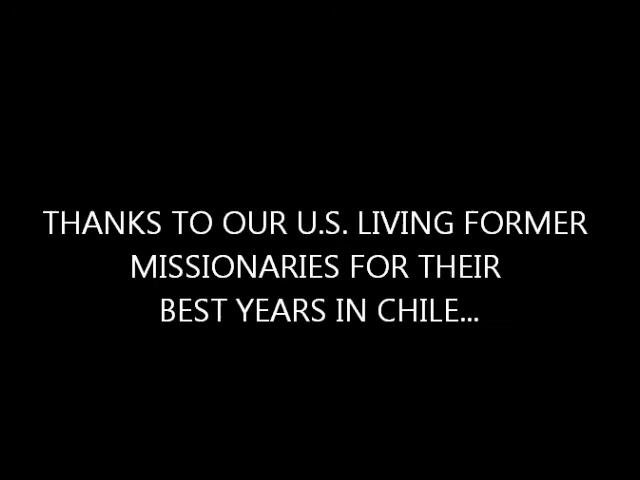 THANKS TO OUR U.S. LIVING FORMER
MISSIONARIES FOR THEIR
BEST YEARS IN CHILE...